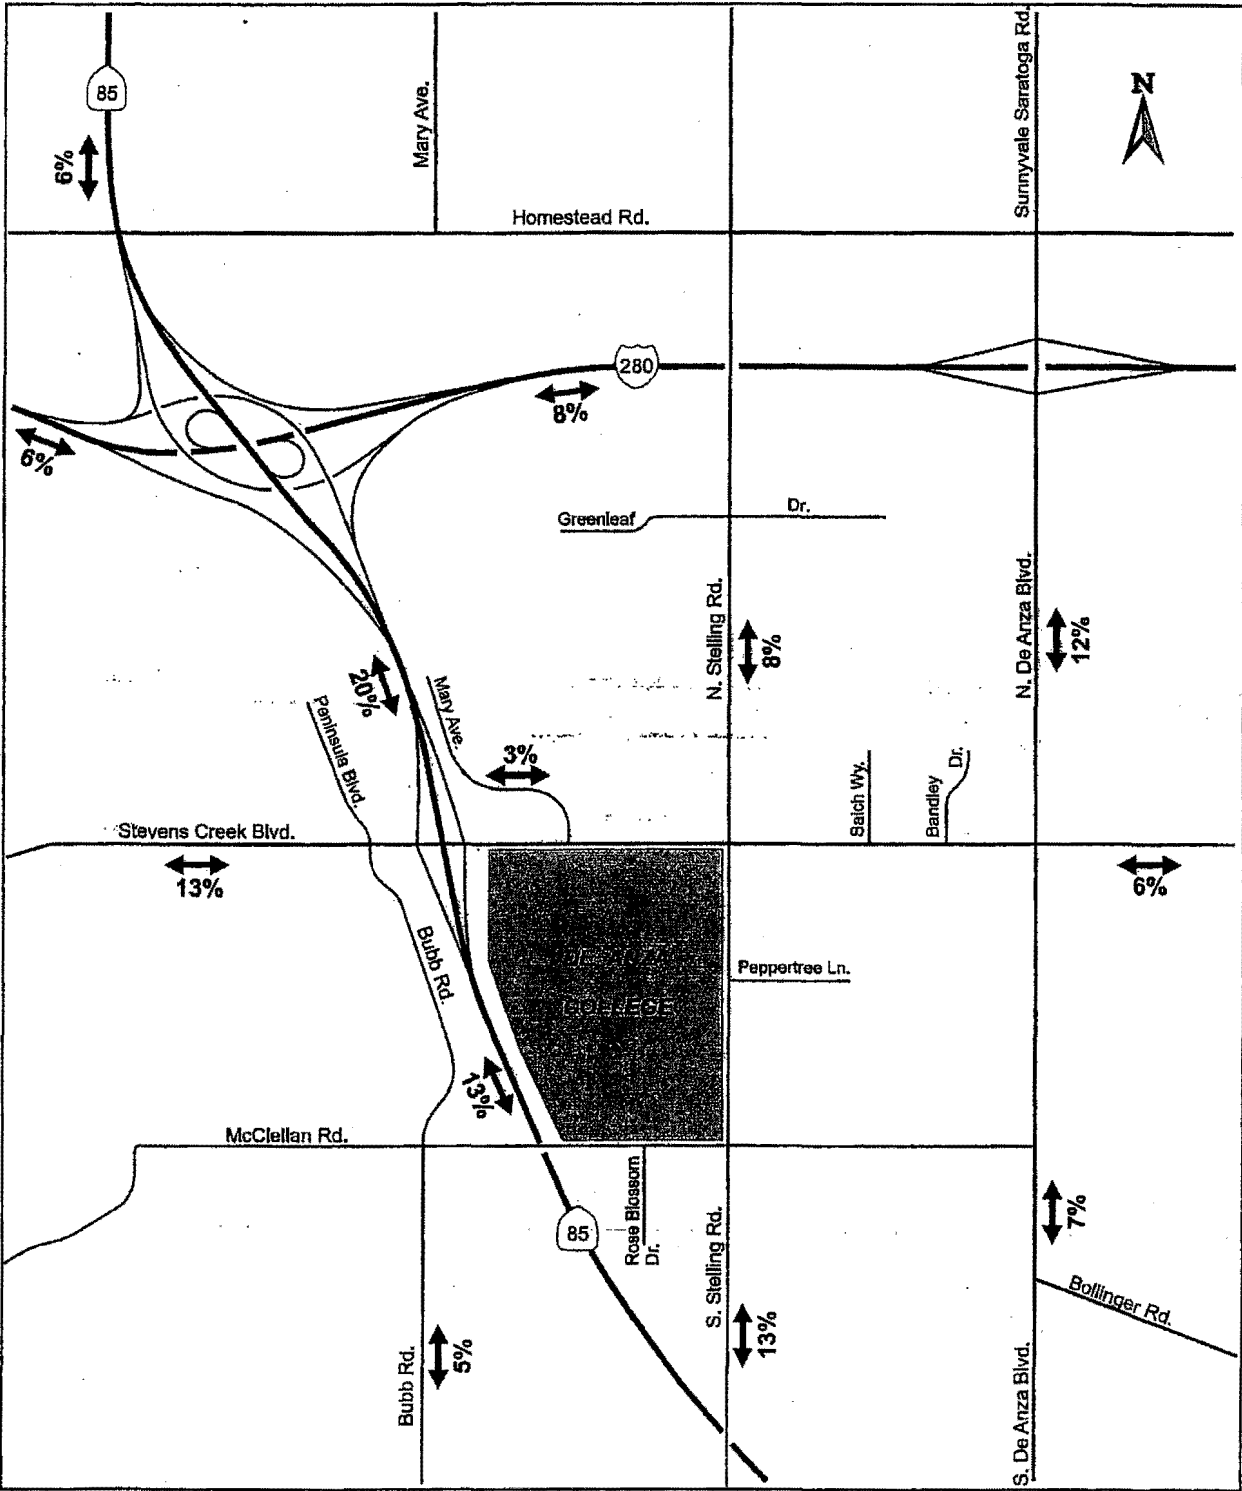 85
6%
Mary Ave.
Sunnyvale Saratoga Rd.
N
Homestead Rd.
280
8%
6%
Greenleaf
Dr.
N. Stelling Rd.
8%
N. De Anza Blvd.
12%
20%
Mary Ave.
Peninsula Blvd.
3%
Saich Wy.
Bandley
Dr.
Stevens Creek Blvd.
13%
6%
Bubb Rd.
DE ANZA
COLLEGE
Peppertree Ln.
13%
McClellan Rd.
Rose Blossom
Dr.
85
S. Stelling Rd.
7%
Bollinger Rd.
Bubb Rd.
5%
13%
S. De Anza Blvd.